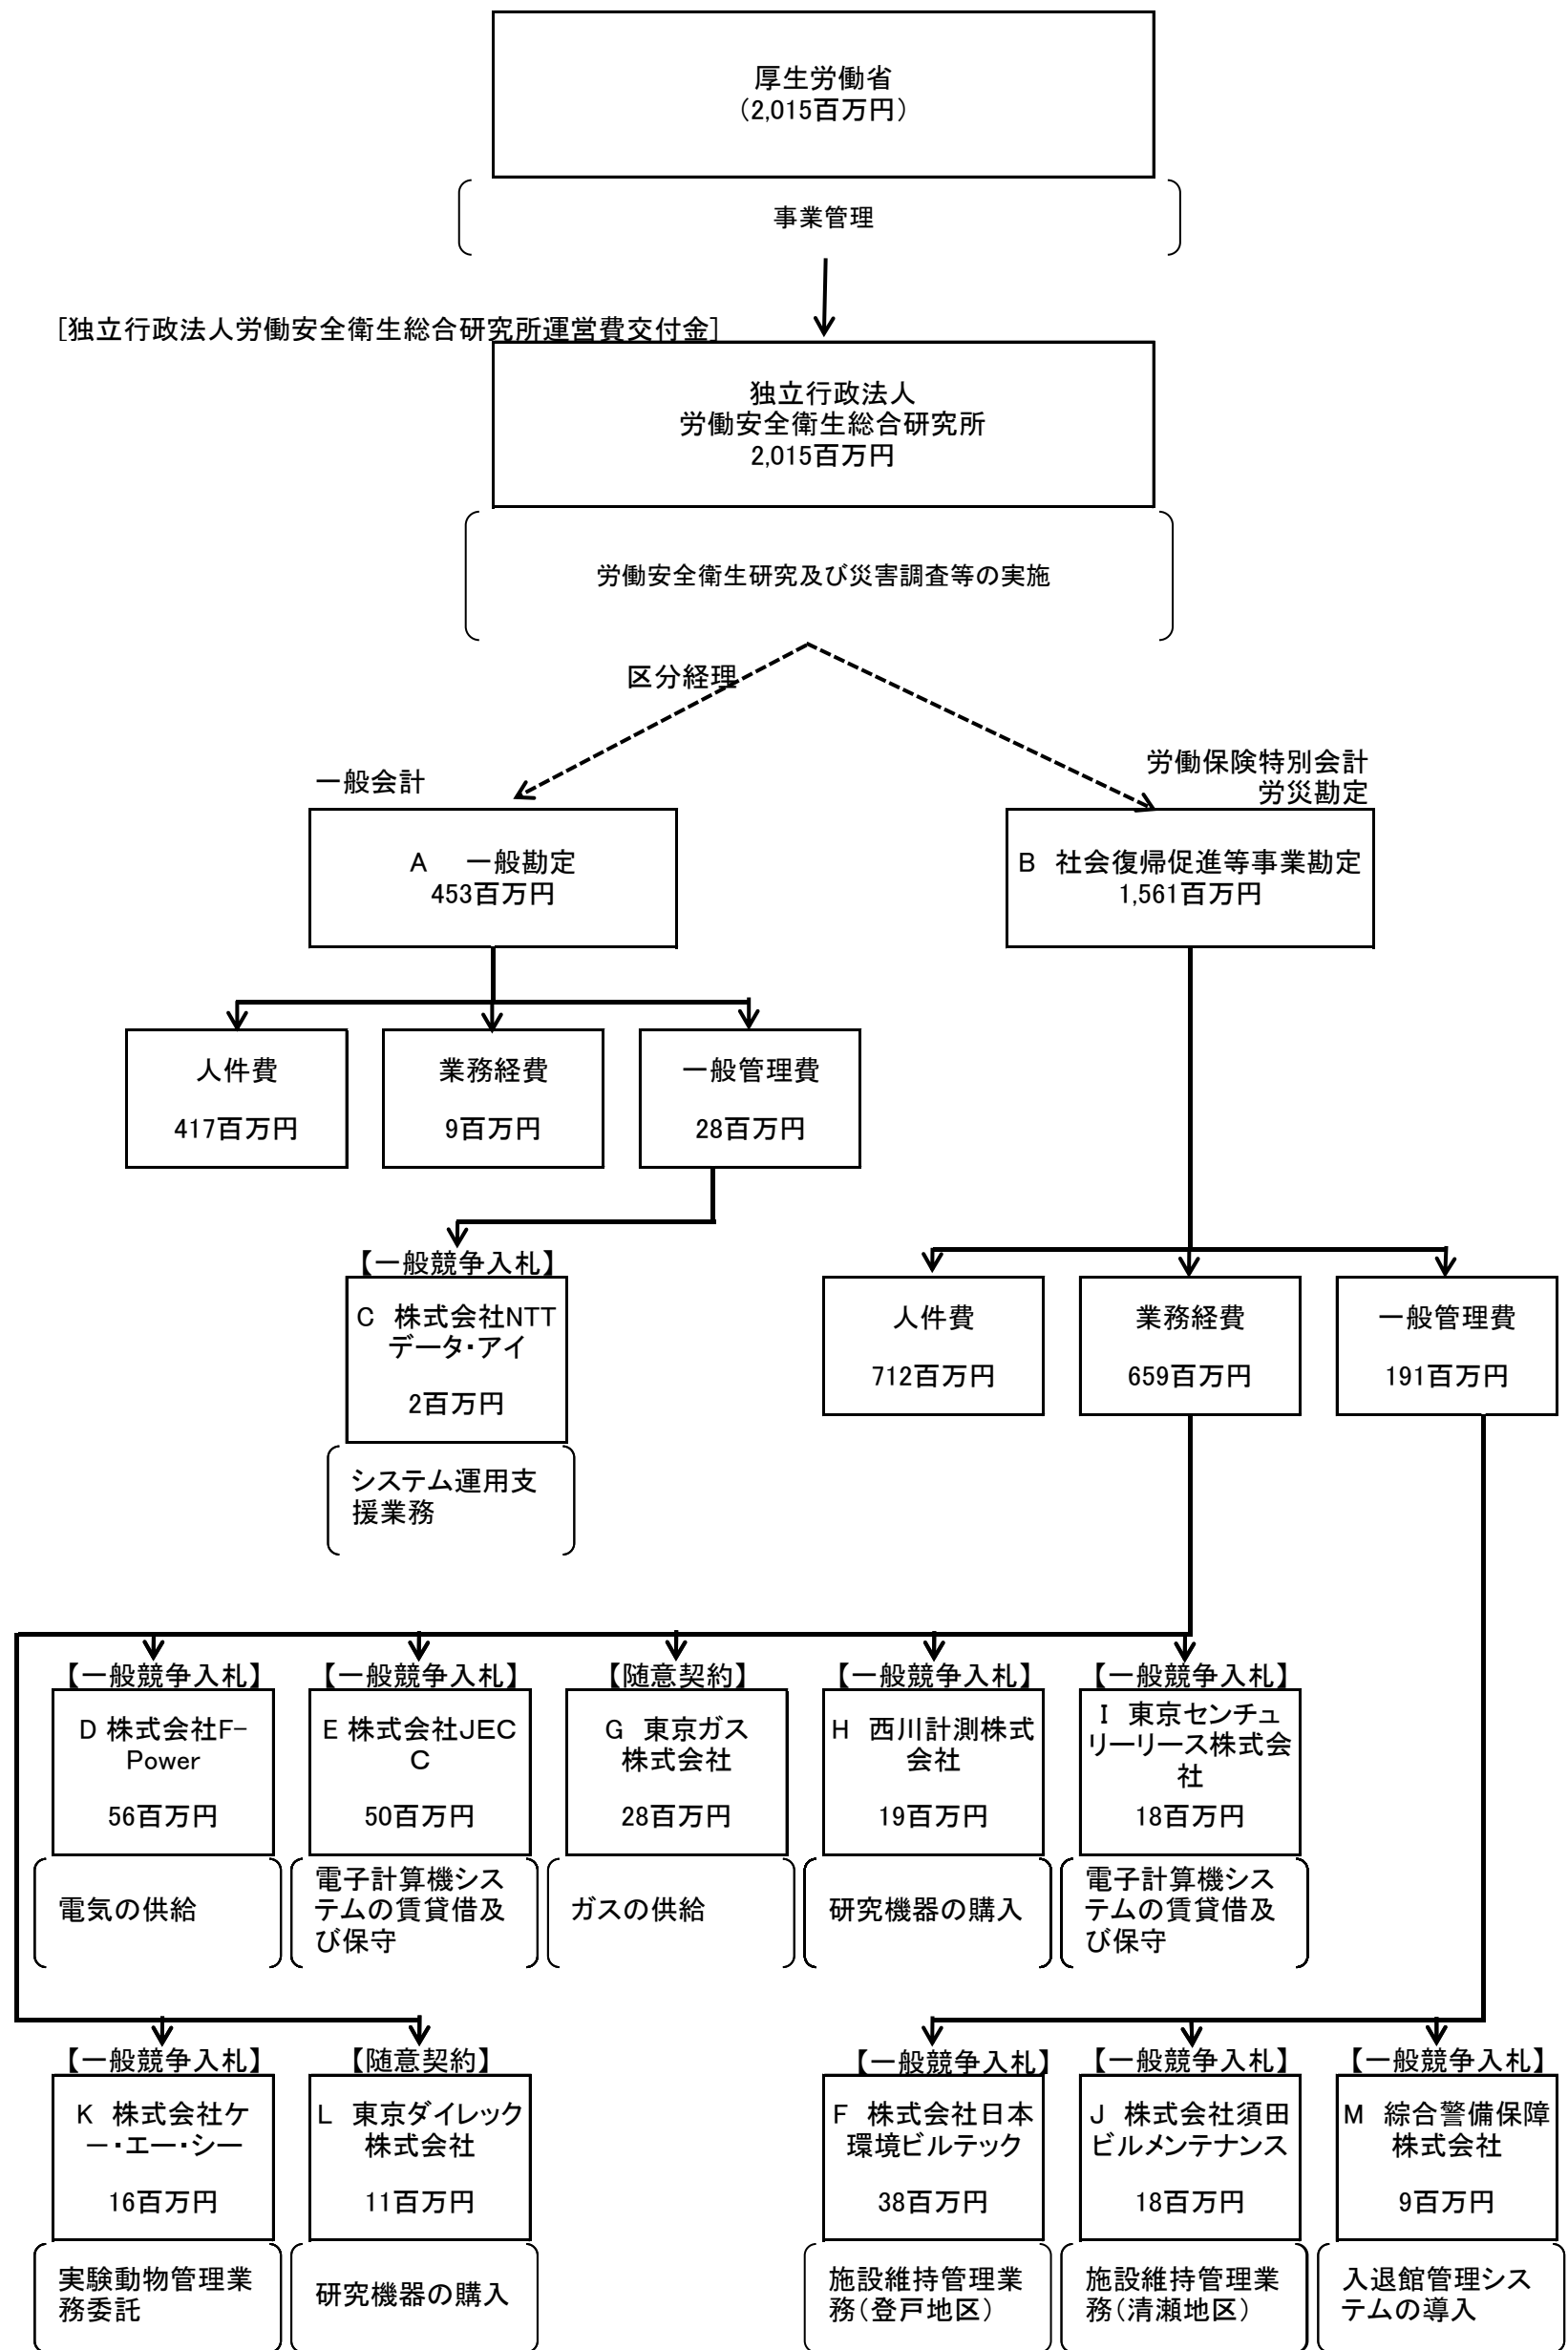 厚生労働省
（2,015百万円）
事業管理
[独立行政法人労働安全衛生総合研究所運営費交付金]
独立行政法人
労働安全衛生総合研究所
2,015百万円
労働安全衛生研究及び災害調査等の実施
区分経理
一般会計
労働保険特別会計
労災勘定
A　一般勘定
453百万円
B　社会復帰促進等事業勘定
1,561百万円
人件費
417百万円
業務経費
9百万円
一般管理費
28百万円
【一般競争入札】
C　株式会社NTT
データ・アイ
2百万円
システム運用支
援業務
人件費
712百万円
業務経費
659百万円
一般管理費
191百万円
【一般競争入札】
D 株式会社F-
Power
56百万円
電気の供給
【一般競争入札】
E 株式会社JEC
C
50百万円
電子計算機シス
テムの賃貸借及
び保守
【随意契約】
G　東京ガス
株式会社
28百万円
ガスの供給
【一般競争入札】
H　西川計測株式
会社
19百万円
研究機器の購入
【一般競争入札】
I　東京センチュ
リーリース株式会
社
18百万円
電子計算機シス
テムの賃貸借及
び保守
【一般競争入札】
K　株式会社ケ
ー・エー・シー
16百万円
実験動物管理業
務委託
【随意契約】
L　東京ダイレック
株式会社
11百万円
研究機器の購入
【一般競争入札】
F　株式会社日本
環境ビルテック
38百万円
施設維持管理業
務（登戸地区）
【一般競争入札】
J　株式会社須田
ビルメンテナンス
18百万円
施設維持管理業
務（清瀬地区）
【一般競争入札】
M　綜合警備保障
株式会社
9百万円
入退館管理シス
テムの導入